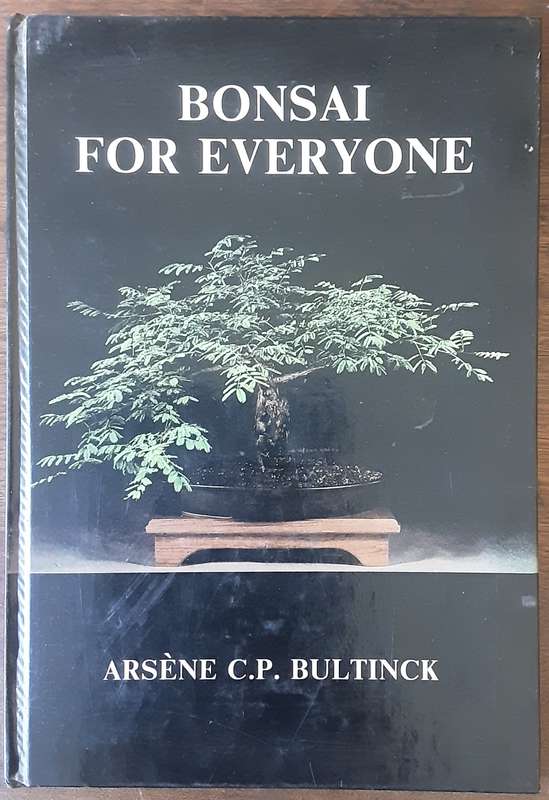 BONSAI
FOR EVERYONE
ARSÈNE C.P. BULTINCK